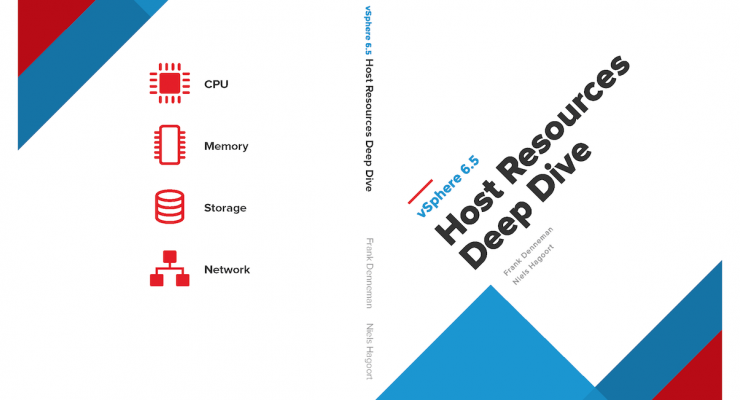 CPU
Memory
Storage
Network
vSphere 6.5 Host Resources Deep Dive
Frank Denneman
Niels Hagoort
vSphere 6.5
Host Resources
Deep Dive
Frank Denneman
Niels Hagoort